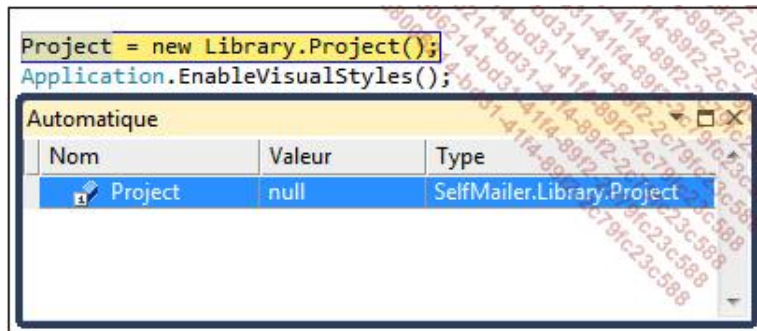 Project = new Library.Project();
Application.EnableVisualStyles();
Automatique
Nom Valeur Type
Project null SelfMailer.Library.Project